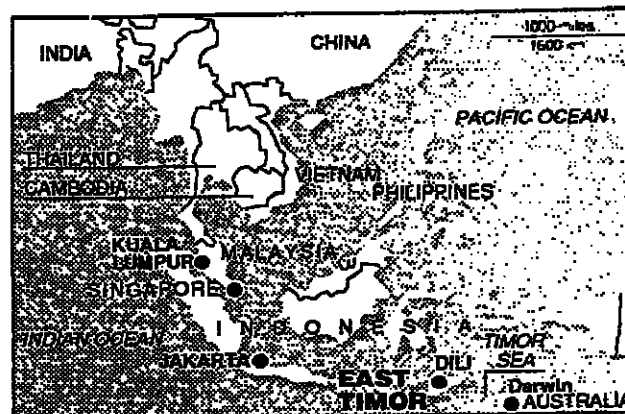 INDIA
CHINA
1000 miles
1600
PACIFIC OCEAN
THAILAND
CAMBODIA
VIETNAM
PHILIPPINES
KUALA
LUMPUR
MALAYSIA
SINGAPORE
INDIAN OCEAN
INDONESIA
JAKARTA
EAST
TIMOR
DILI
TIMOR
SEA
Darwin
AUSTRALIA